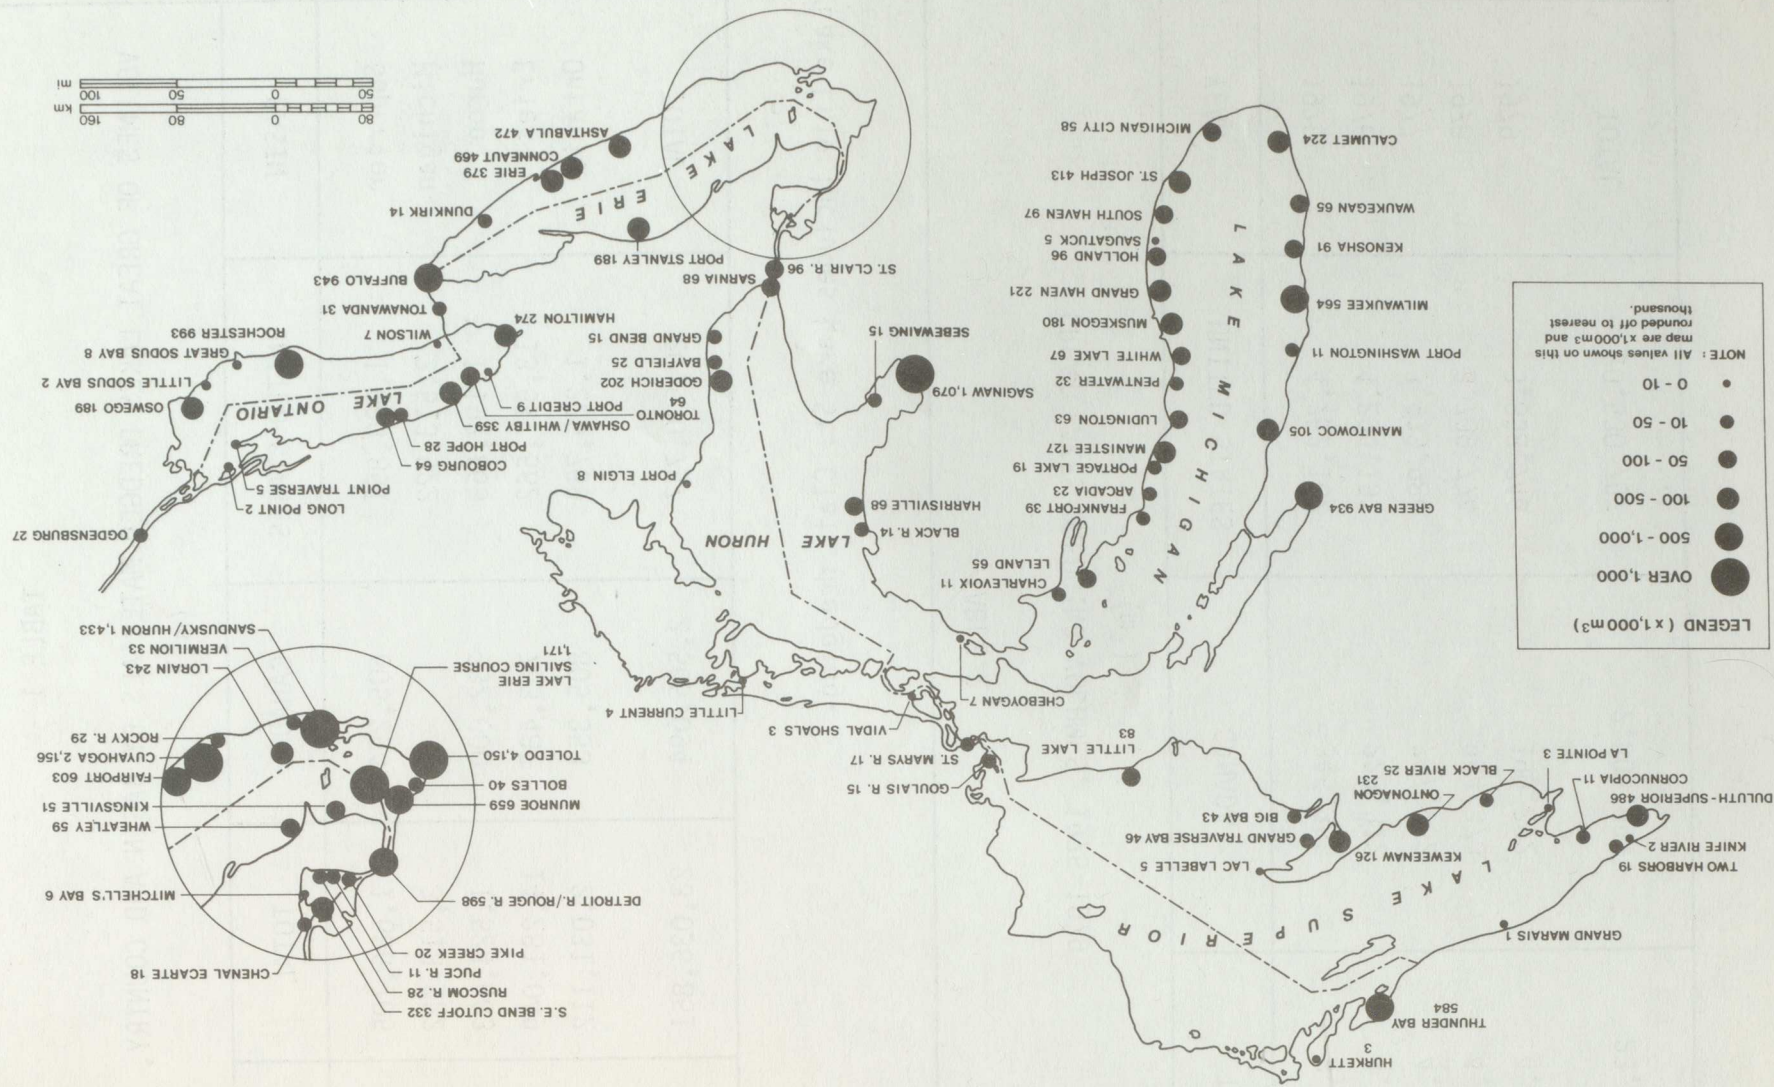 HURKETT
3
THUNDER BAY
584
GRAND MARAIS 1
TWO HARBORS 19
KNIFE RIVER 2
DULUTH - SUPERIOR 486
CORNUCOPIA 11
LA POINTE 3
BLACK RIVER 25
ONTONAGON
231
KEWEENAW 126
LAC LABELLE 5
GRAND TRAVERSE BAY 46
BIG BAY 43
LITTLE LAKE
83
LAKE SUPERIOR
GOULAIS R. 15
ST. MARYS R. 17
VIDAL SHOALS 3
LITTLE CURRENT 4
CHEBOYGAN 7
LEGEND ( x 1,000 m³)
OVER 1,000
500 - 1,000
100 - 500
50 - 100
10 - 50
0 - 10
NOTE : All values shown on this
map are x1,000 m³ and
rounded off to nearest
thousand.
GREEN BAY 934
MANITOWOC 105
PORT WASHINGTON 11
MILWAUKEE 564
KENOSHA 91
WAUKEGAN 65
CALUMET 224
LAKE MICHIGAN
CHARLEVOIX 11
LELAND
65
FRANKFORT 39
ARCADIA 23
PORTAGE LAKE 19
MANISTEE 127
LUDINGTON 63
PENTWATER 32
WHITE LAKE 67
MUSKEGON 180
GRAND HAVEN 221
HOLLAND 96
SAUGATUCK 5
SOUTH HAVEN 97
ST. JOSEPH 413
MICHIGAN CITY 58
LAKE HURON
BLACK R. 14
HARRISVILLE 68
SAGINAW 1,079
SEBEWAING 15
PORT ELGIN 8
GODERICH 202
BAYFIELD 25
GRAND BEND 15
SARNIA 68
ST. CLAIR R. 96
S.E. BEND CUTOFF 332
RUSCOM R. 28
PUCE R. 11
PIKE CREEK 20
CHENAL ECARTE 18
MITCHELL'S BAY 6
DETROIT R./ROUGE R. 598
WHEATLEY 59
KINGSVILLE 51
MUNROE 659
BOLLES 40
TOLEDO 4,150
FAIRPORT 603
CUYAHOGA 2,156
ROCKY R. 29
LORAIN 243
VERMILION 33
SANDUSKY/ HURON 1,433
LAKE ERIE
SAILING COURSE
1,171
OGDENSBURG 27
LONG POINT 2
POINT TRAVERSE 5
COBOURG 64
PORT HOPE 28
OSHAWA / WHITBY 359
TORONTO
64
PORT CREDIT 9
LAKE ONTARIO
OSWEGO 189
LITTLE SODUS BAY 2
GREAT SODUS BAY 8
ROCHESTER 993
WILSON 7
HAMILTON
274
TONAWANDA 31
BUFFALO 943
PORT STANLEY 189
LAKE ERIE
DUNKIRK 14
ERIE 379
CONNEAUT 469
ASHTABULA 472
80 0 80 160
km
50 0 50 100
mi